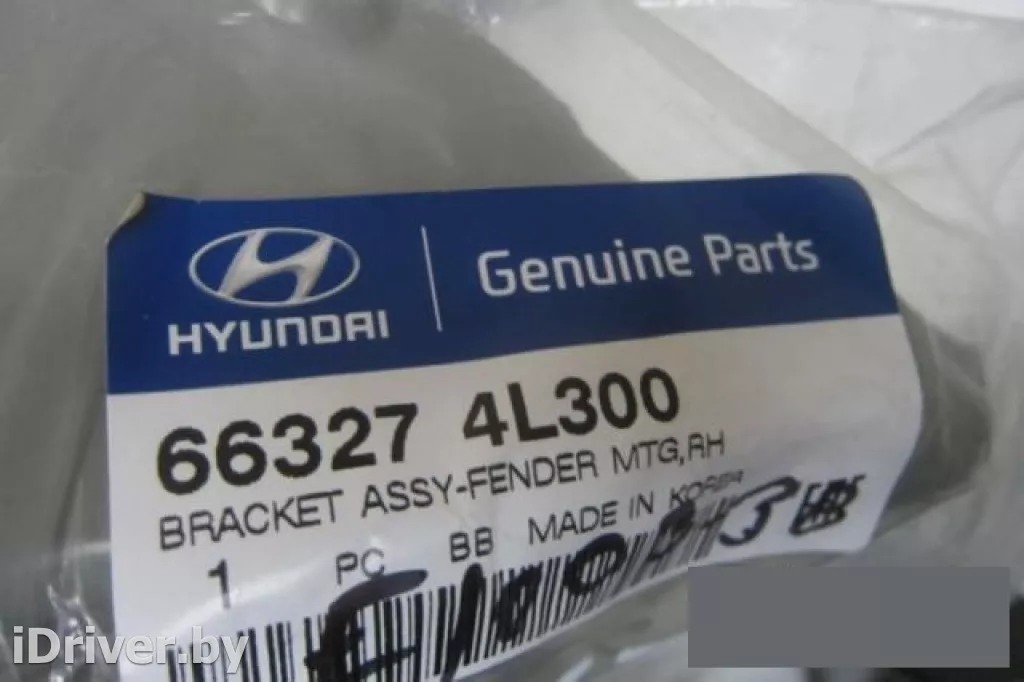 HYUNDAI
Genuine Parts
66327 4L300
BRACKET ASSY-FENDER MTG,RH
1 PC BB MADE IN KOREA
iDriver.by